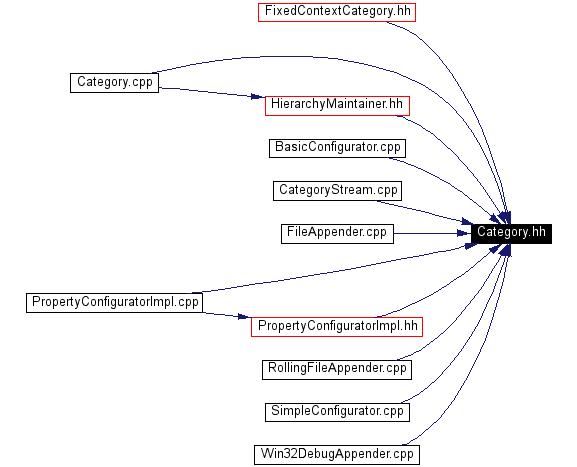 FixedContextCategory.hh
Category.cpp
HierarchyMaintainer.hh
BasicConfigurator.cpp
CategoryStream.cpp
FileAppender.cpp
Category.hh
PropertyConfiguratorImpl.cpp
PropertyConfiguratorImpl.hh
RollingFileAppender.cpp
SimpleConfigurator.cpp
Win32DebugAppender.cpp